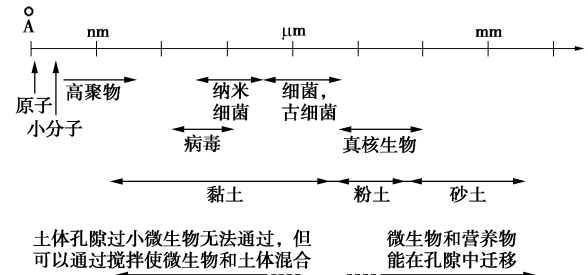 Å
nm
μm
mm
原子
小分子
高聚物
纳米
细菌
细菌,
古细菌
病毒
真核生物
黏土
粉土
砂土
土体孔隙过小微生物无法通过,但
可以通过搅拌使微生物和土体混合
微生物和营养物
能在孔隙中迁移